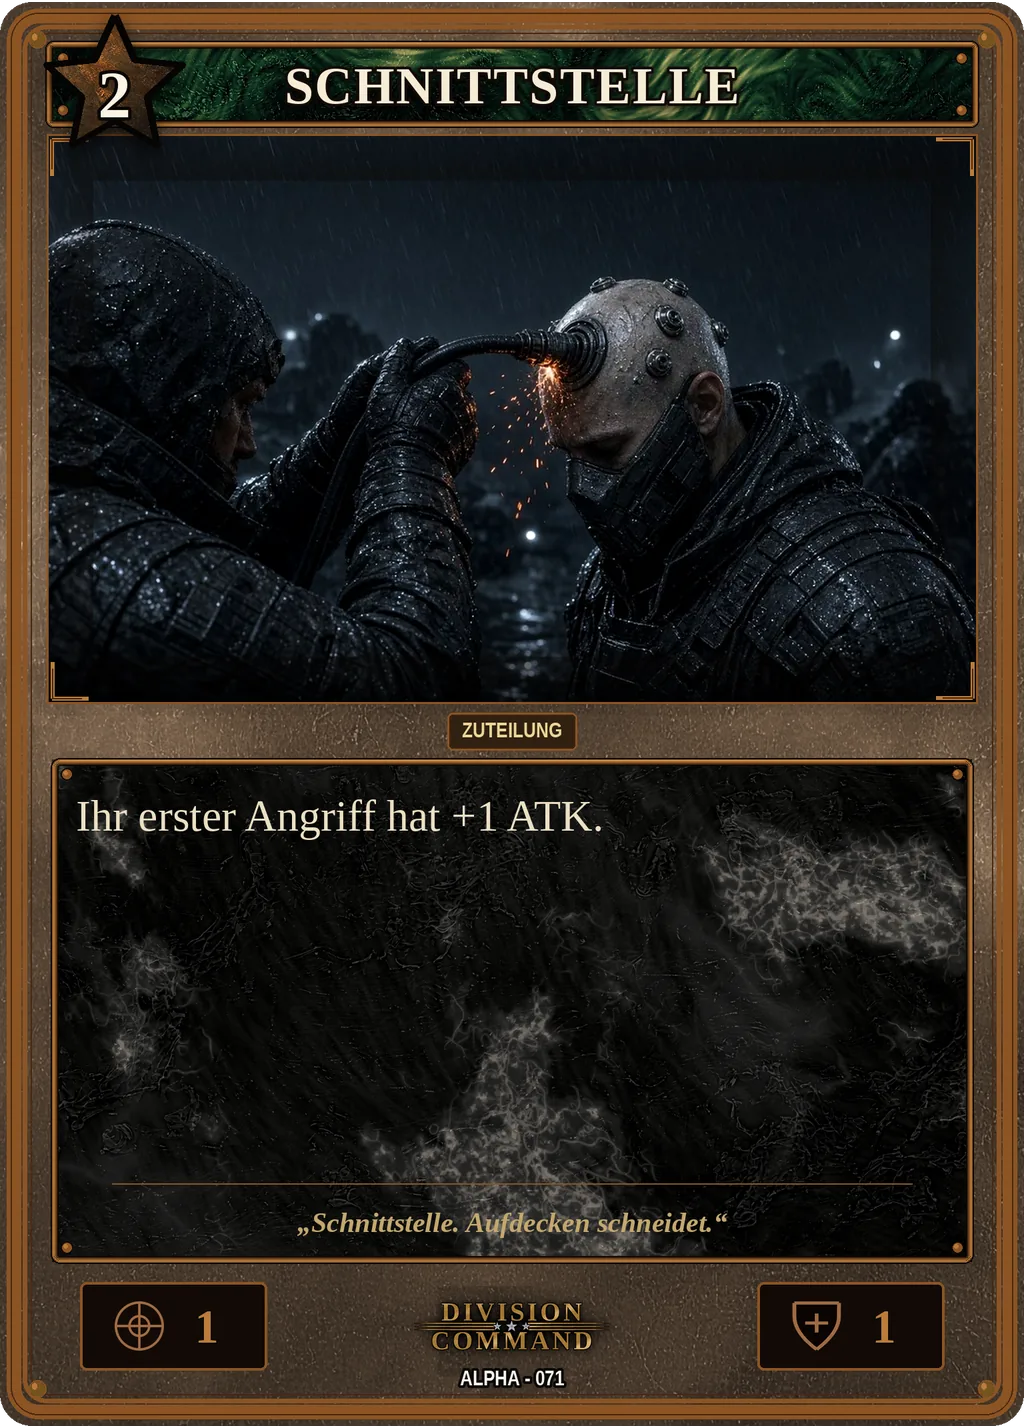 2
SCHNITTSTELLE
ZUTEILUNG
Ihr erster Angriff hat +1 ATK.
„Schnittstelle. Aufdecken schneidet.“
1
DIVISION
COMMAND
1
ALPHA - 071